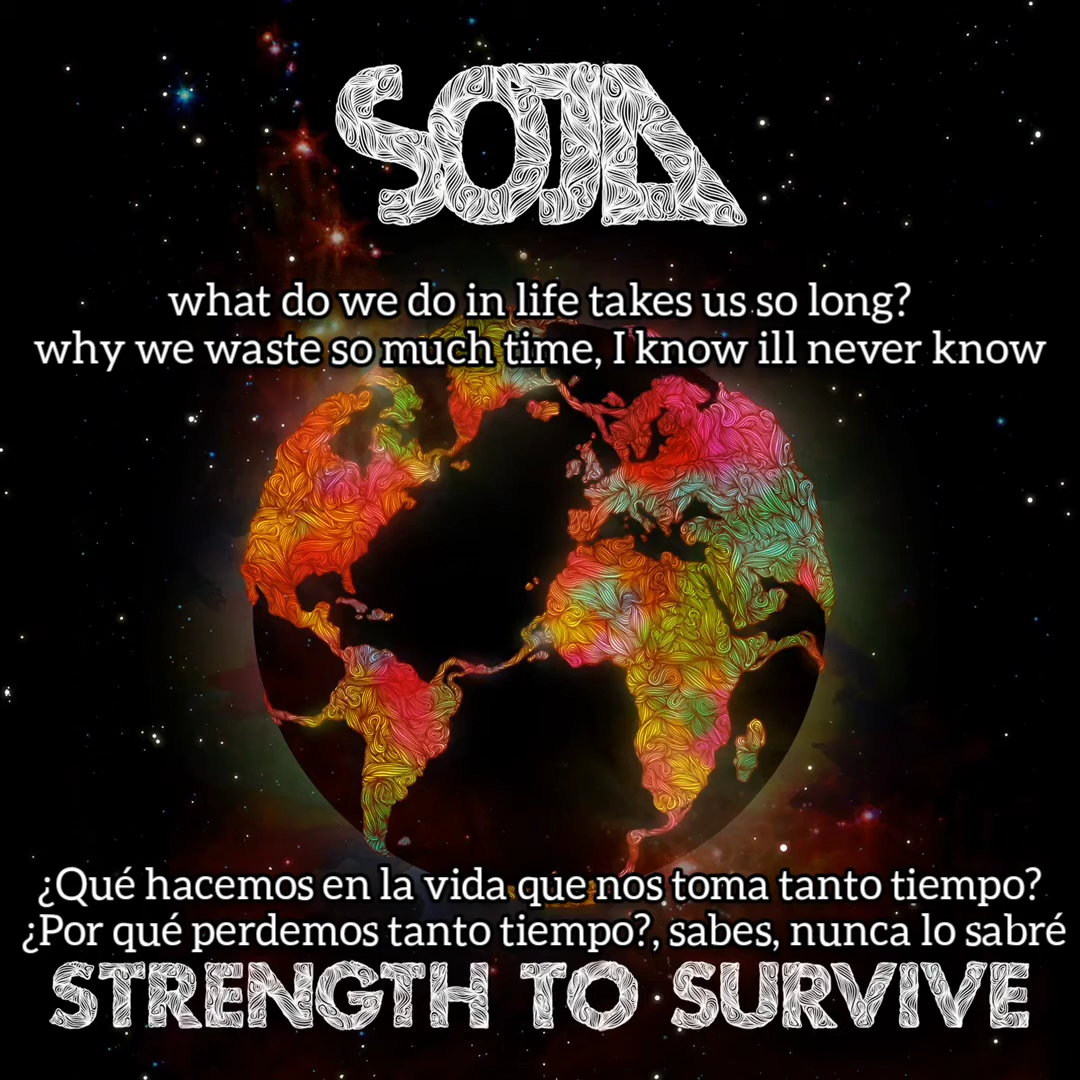 SOJA
what do we do in life takes us so long?
why we waste so much time, I know ill never know
¿Qué hacemos en la vida que nos toma tanto tiempo?
¿Por qué perdemos tanto tiempo?, sabes, nunca lo sabré
STRENGTH TO SURVIVE